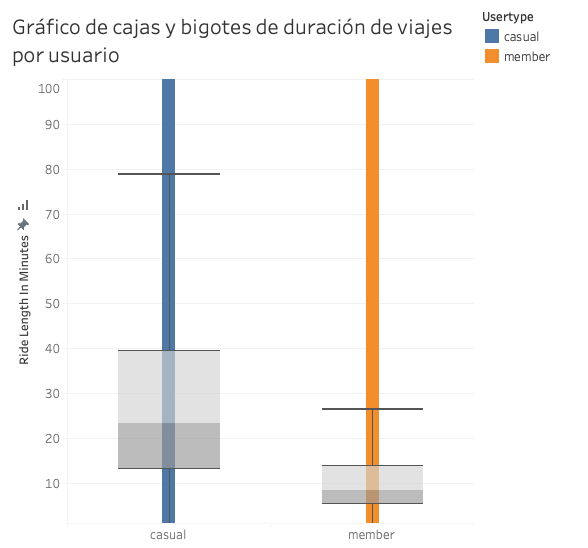 Gráfico de cajas y bigotes de duración de viajes
por usuario
Usertype
casual
member
Ride Length In Minutes
100
90
80
70
60
50
40
30
20
10
casual
member